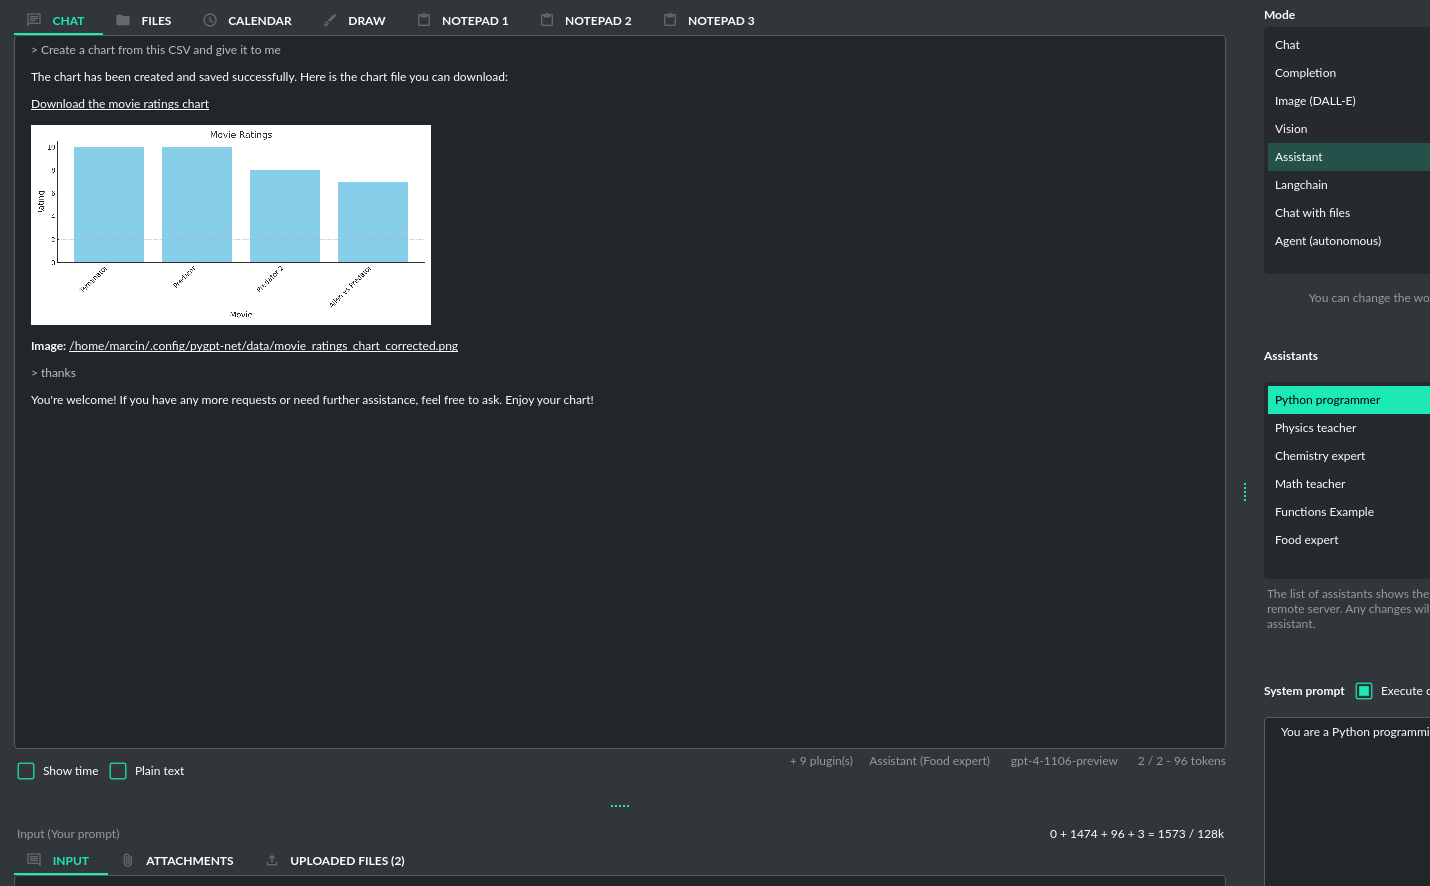 CHAT FILES CALENDAR DRAW NOTEPAD 1 NOTEPAD 2 NOTEPAD 3
> Create a chart from this CSV and give it to me
The chart has been created and saved successfully. Here is the chart file you can download:
Download the movie ratings chart
Movie Ratings
10
8
6
4
2
0
Rating
Terminator
Predator
Predator 2
Alien vs Predator
Movie
Image: /home/marcin/.config/pygpt-net/data/movie_ratings_chart_corrected.png
> thanks
You're welcome! If you have any more requests or need further assistance, feel free to ask. Enjoy your chart!
Show time Plain text
+ 9 plugin(s) Assistant (Food expert) gpt-4-1106-preview 2 / 2 - 96 tokens
Input (Your prompt)
0 + 1474 + 96 + 3 = 1573 / 128k
INPUT ATTACHMENTS UPLOADED FILES (2)
Mode
Chat
Completion
Image (DALL-E)
Vision
Assistant
Langchain
Chat with files
Agent (autonomous)
You can change the wo
Assistants
Python programmer
Physics teacher
Chemistry expert
Math teacher
Functions Example
Food expert
The list of assistants shows the
remote server. Any changes wil
assistant.
System prompt Execute c
You are a Python programmi